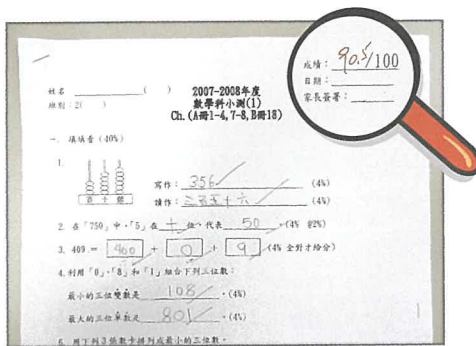 成績：90.5/100
日期：
家長簽署：
姓名 ( )
班別：2( )
2007-2008年度
數學科小測(1)
Ch. (A冊1-4,7-8,B冊18)
一. 填填看 (40%)
1.
百 十 個
寫作：356 (4%)
讀作：三百五十六 (4%)
2. 在「759」中，「5」在 十 位，代表 50 。(4% @2%)
3. 409 = 400 + 0 + 9 (4% 全對才給分)
4. 利用「0」、「8」和「1」組合下列三位數：
最小的三位雙數是 108 。(4%)
最大的三位單數是 801 。(4%)
5. 用下列3張數卡排列成最小的三位數。